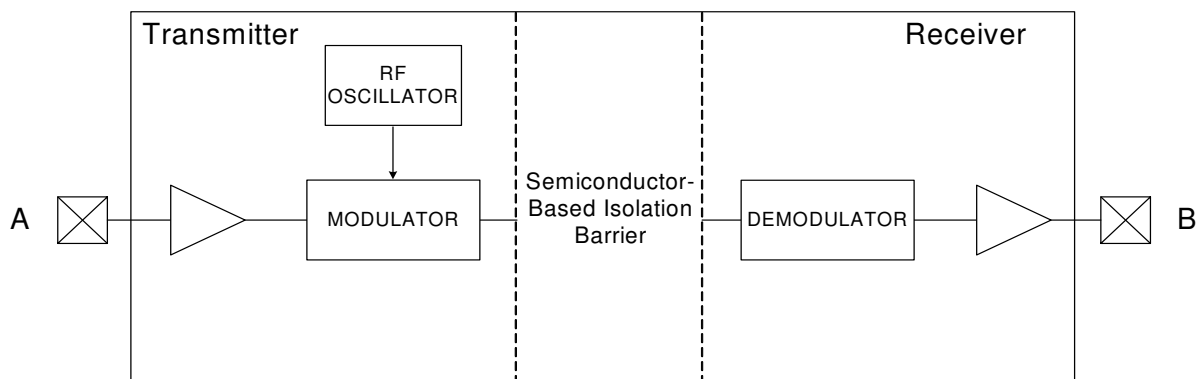 Transmitter
Receiver
RF
OSCILLATOR
MODULATOR
Semiconductor-
Based Isolation
Barrier
DEMODULATOR
A
B